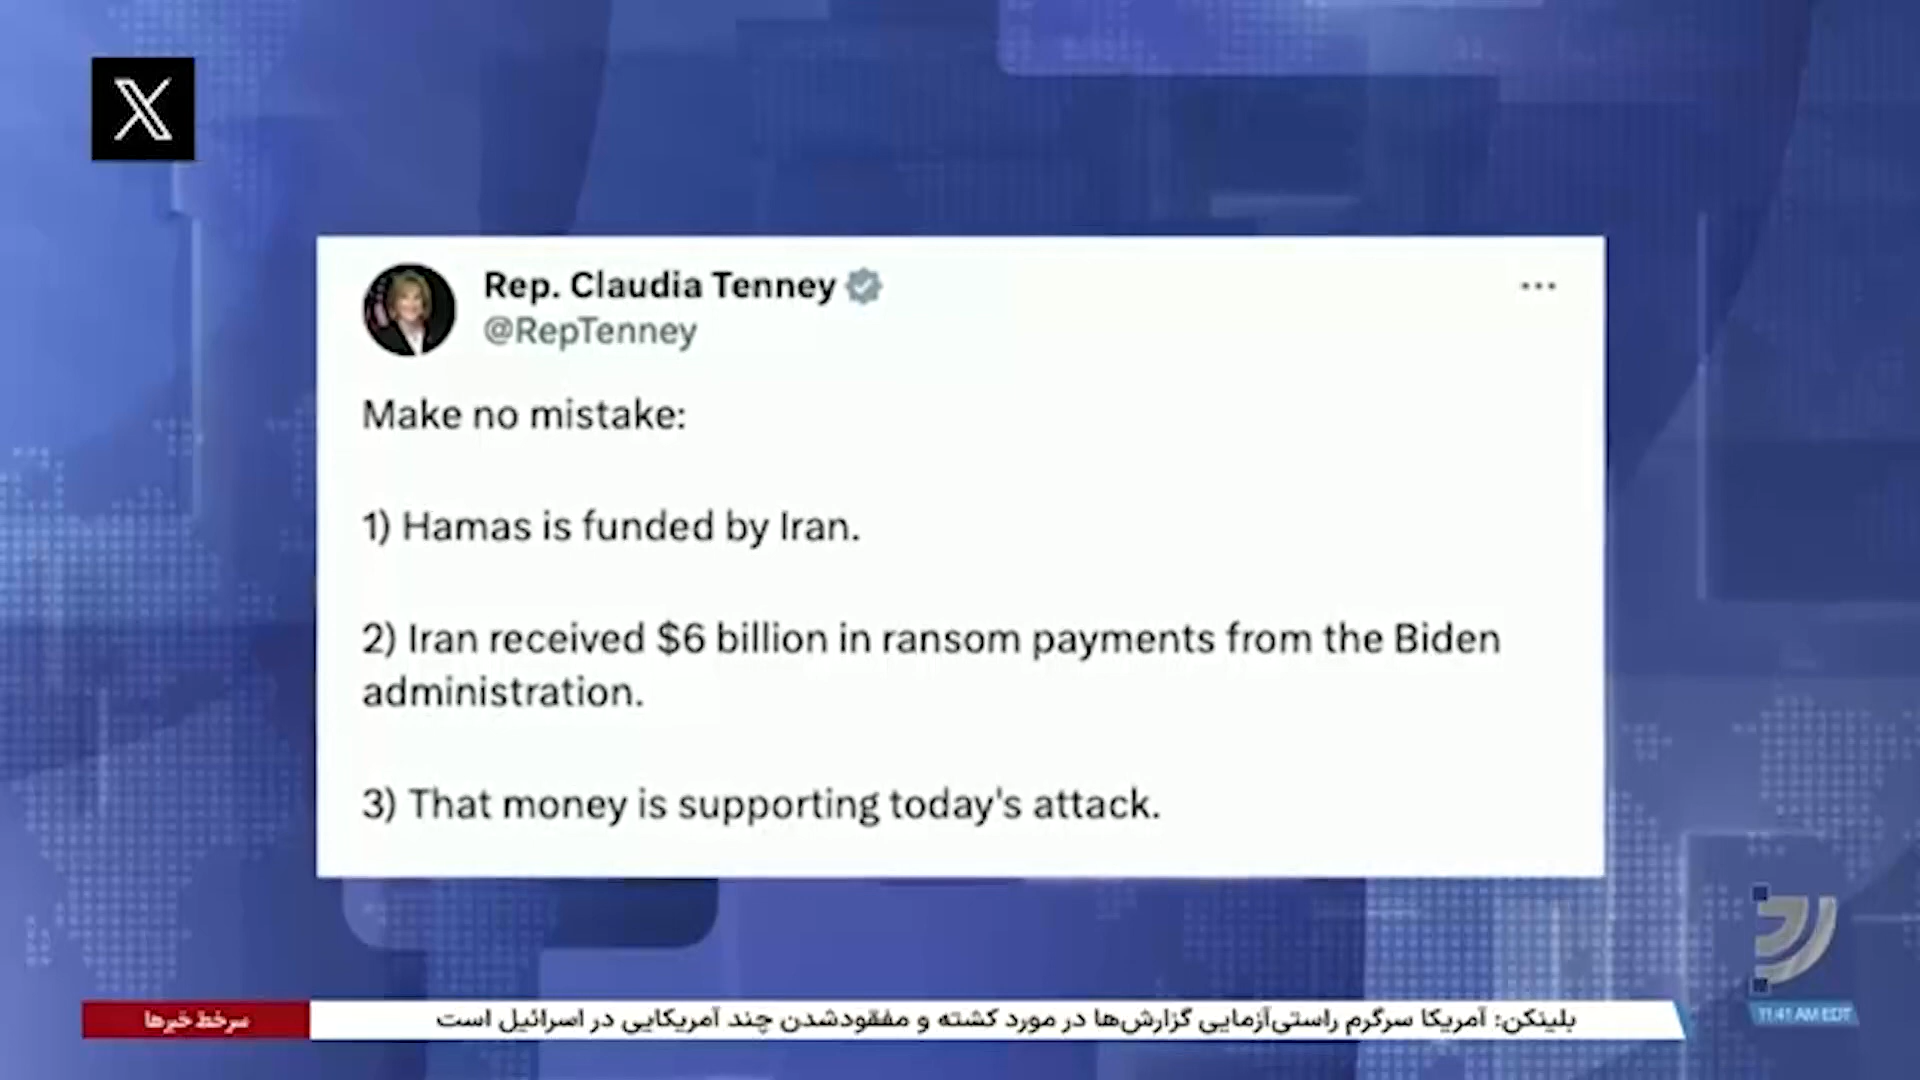 X
Rep. Claudia Tenney
@RepTenney
Make no mistake:
1) Hamas is funded by Iran.
2) Iran received $6 billion in ransom payments from the Biden
administration.
3) That money is supporting today's attack.
سرخط خبرها
بلینکن: آمریکا سرگرم راستی‌آزمایی گزارش‌ها در مورد کشته و مفقودشدن چند آمریکایی در اسرائیل است
11:41 AM EDT